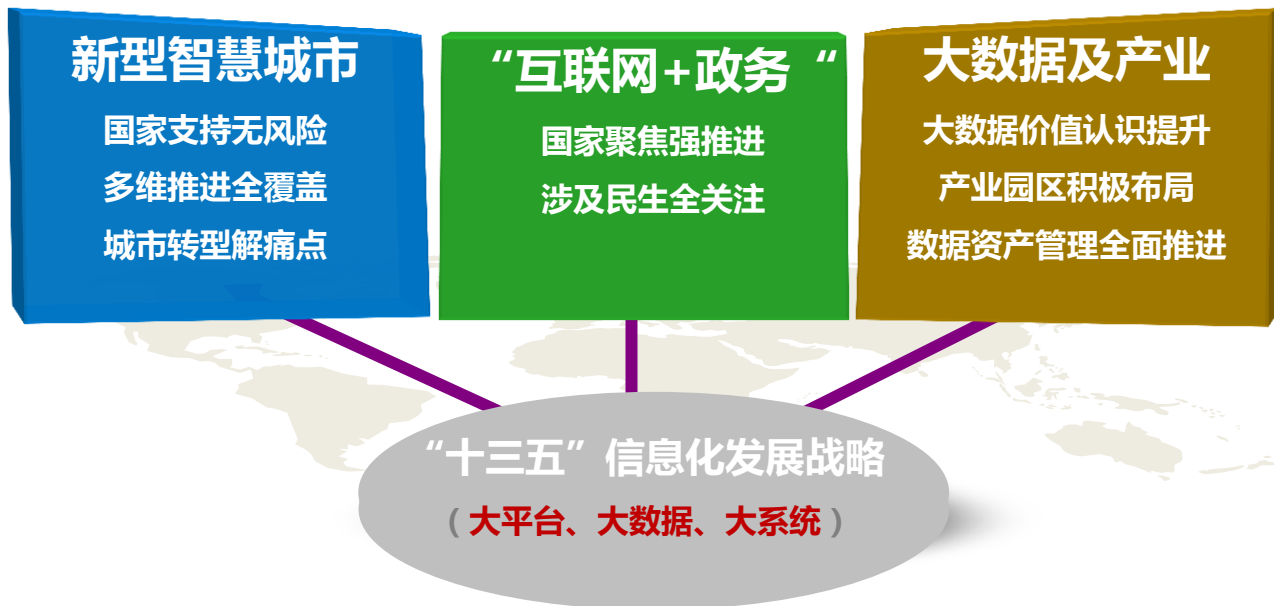 新型智慧城市
国家支持无风险
多维推进全覆盖
城市转型解痛点
“互联网+政务“
国家聚焦强推进
涉及民生全关注
大数据及产业
大数据价值认识提升
产业园区积极布局
数据资产管理全面推进
“十三五”信息化发展战略
（大平台、大数据、大系统）